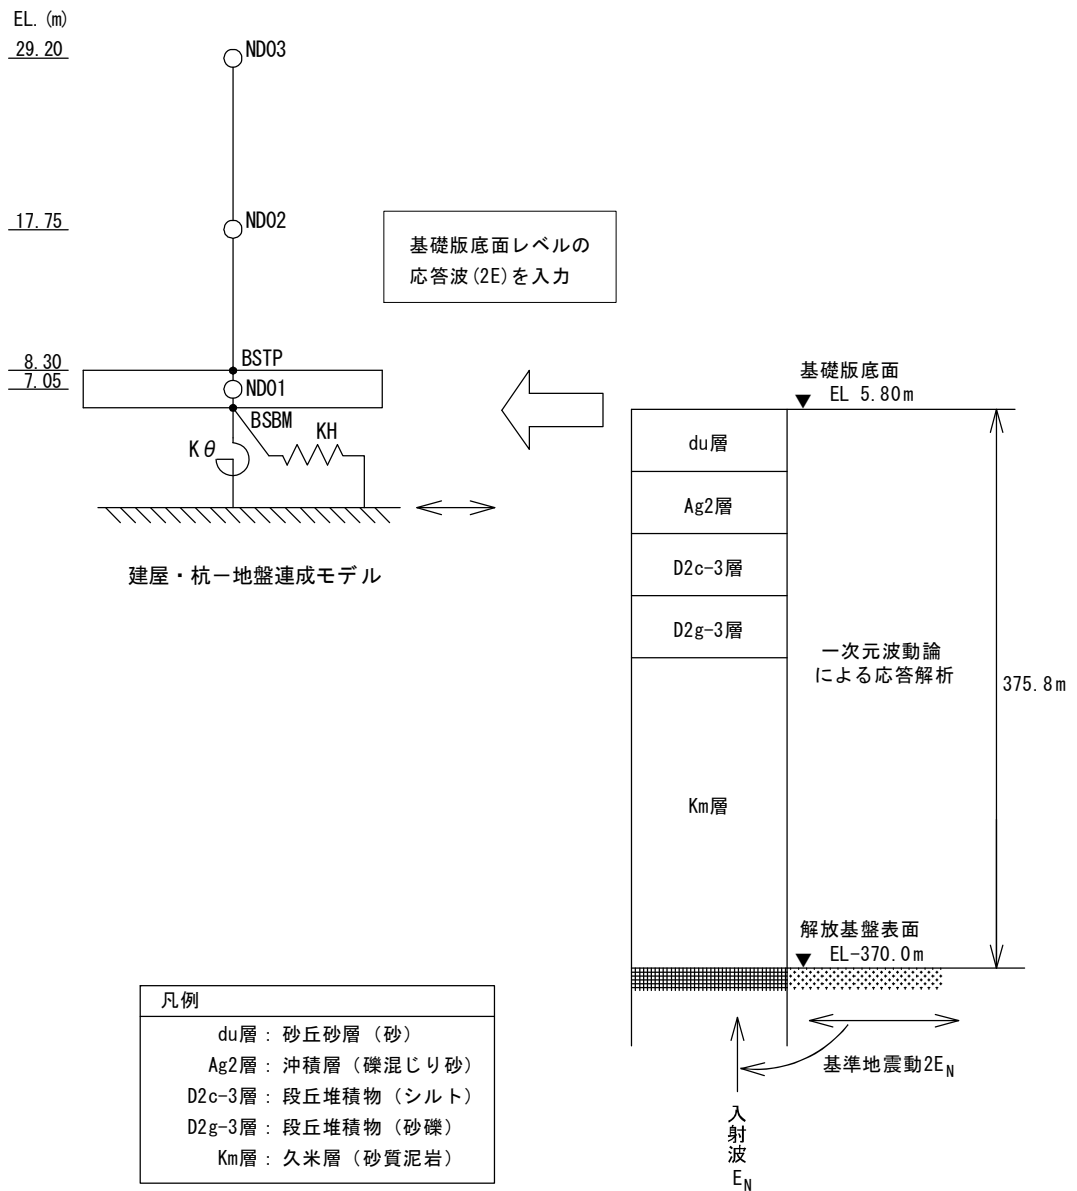 EL.(m)
29.20
ND03
17.75
ND02
基礎版底面レベルの
応答波(2E)を入力
8.30
BSTP
7.05
ND01
BSBM
KH
Kθ
建屋・杭－地盤連成モデル
基礎版底面
EL 5.80m
du層
Ag2層
D2c-3層
D2g-3層
一次元波動論
による応答解析
375.8m
Km層
解放基盤表面
EL-370.0m
基準地震動2EN
入射波
EN
凡例
du層：砂丘砂層（砂）
Ag2層：沖積層（礫混じり砂）
D2c-3層：段丘堆積物（シルト）
D2g-3層：段丘堆積物（砂礫）
Km層：久米層（砂質泥岩）